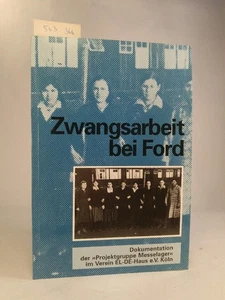 Zwangsarbeit
bei Ford
Dokumentation
der »Projektgruppe Messelager«
im Verein EL-DE-Haus e.V. Köln